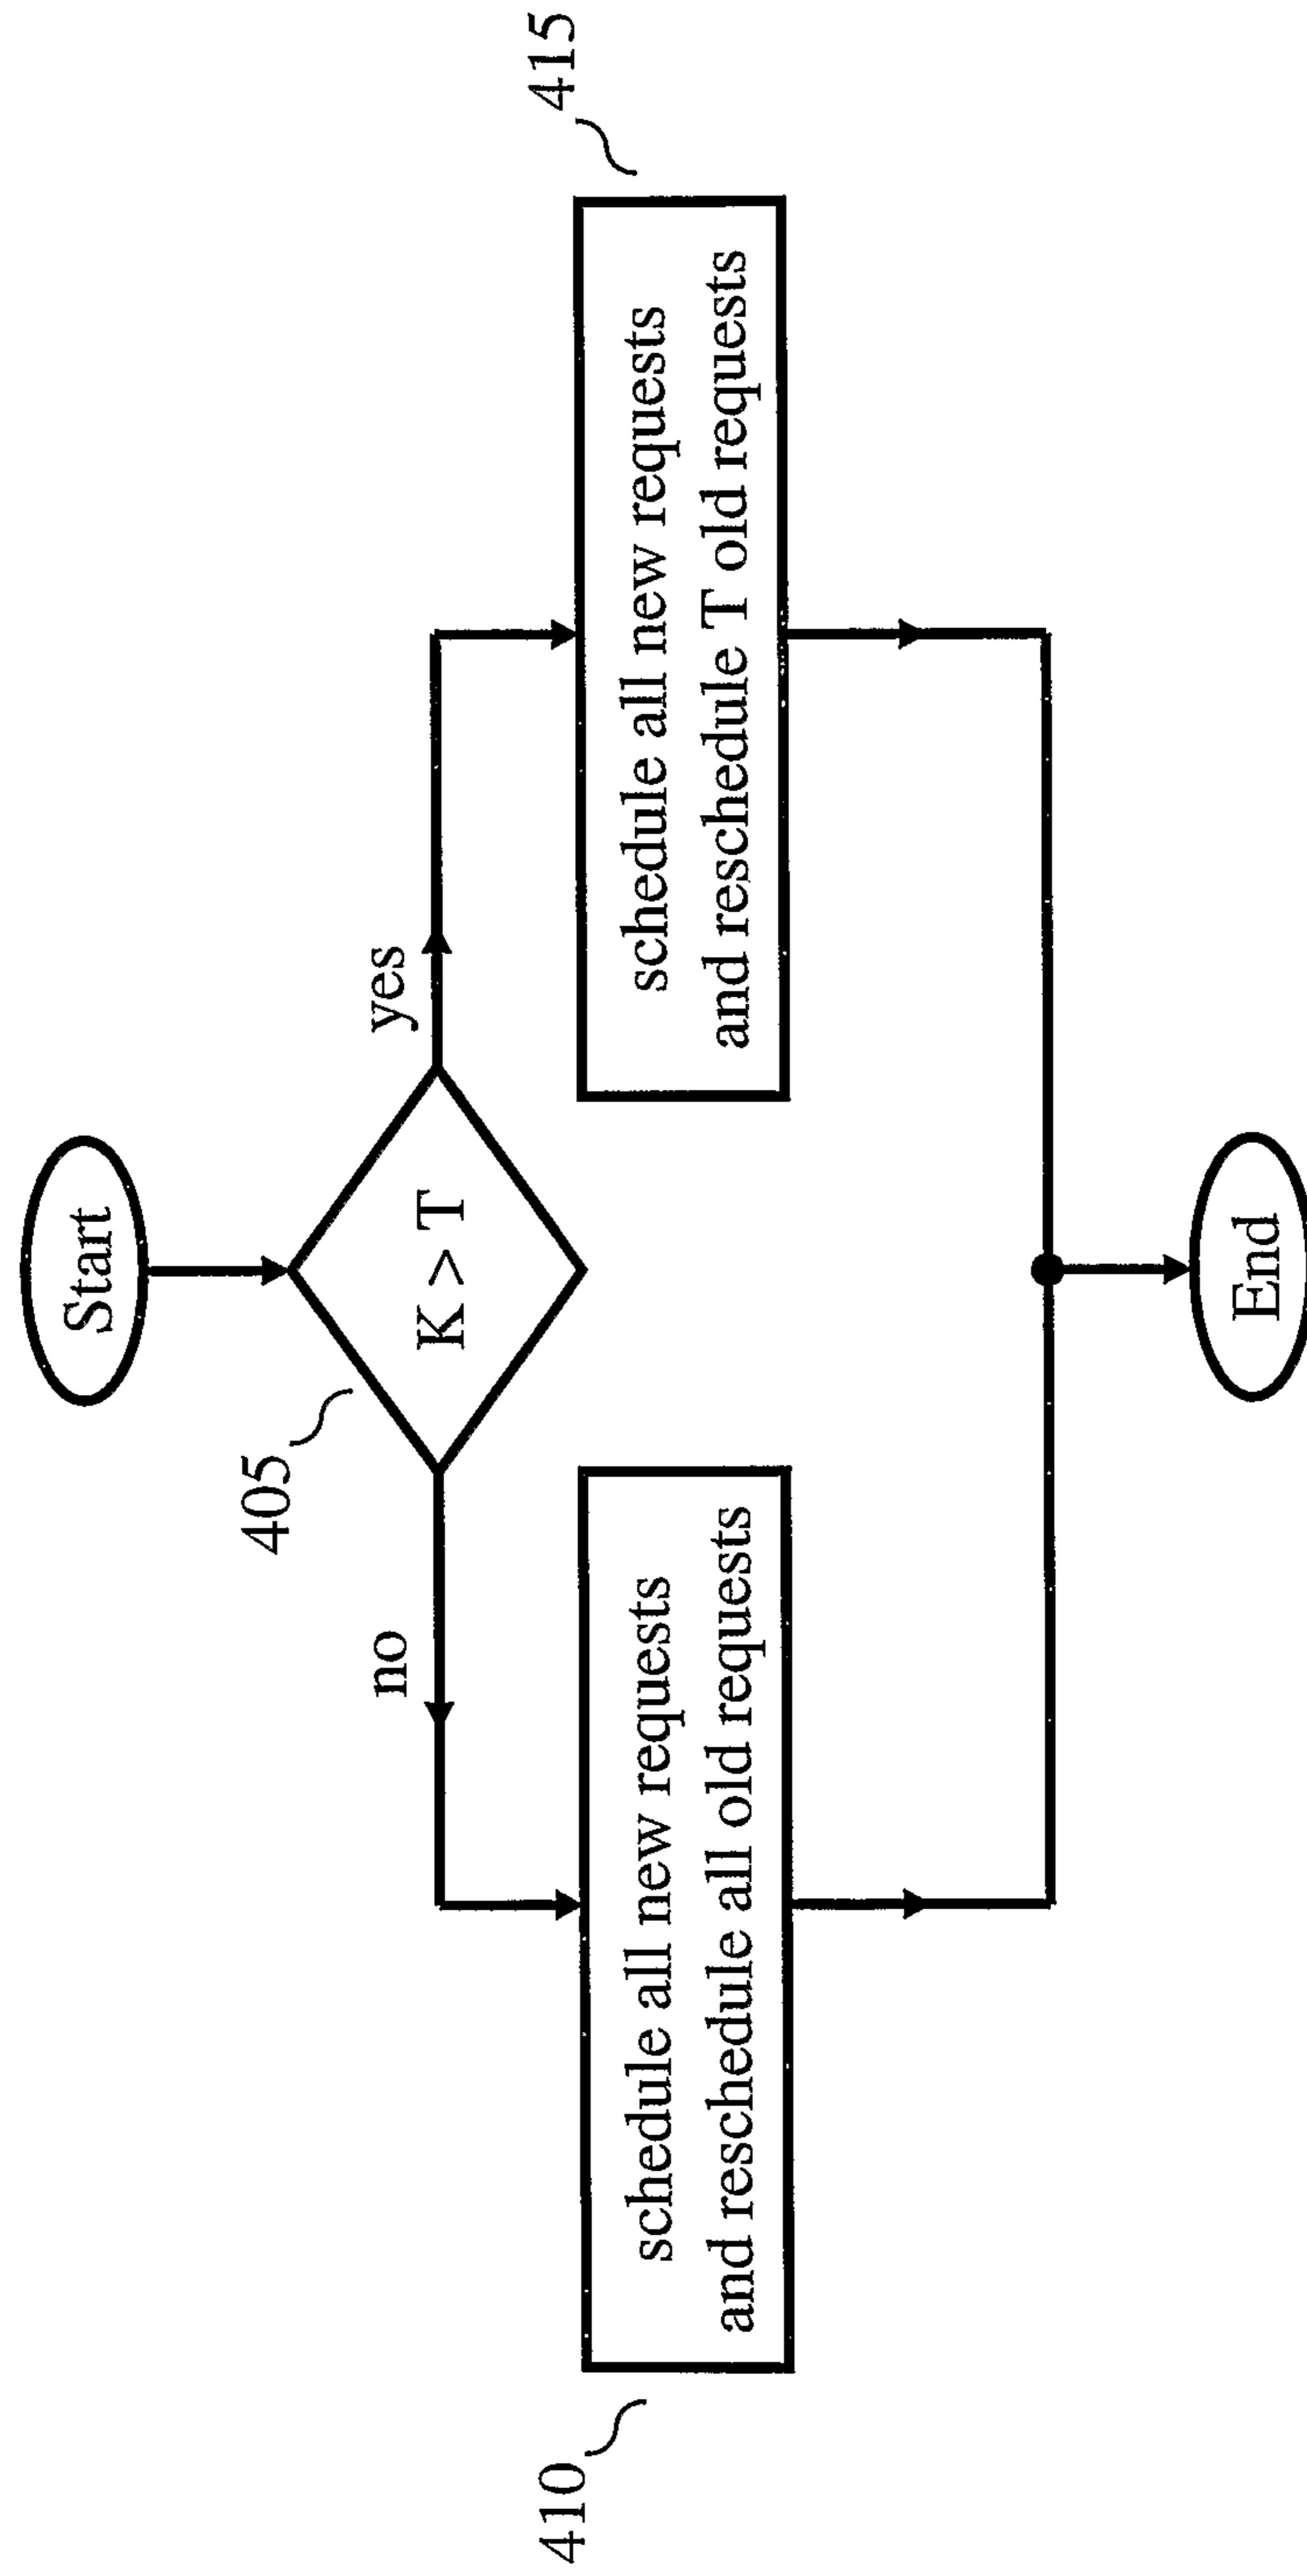 Start
405
K > T
no
yes
410
schedule all new requests
and reschedule all old requests
415
schedule all new requests
and reschedule T old requests
End